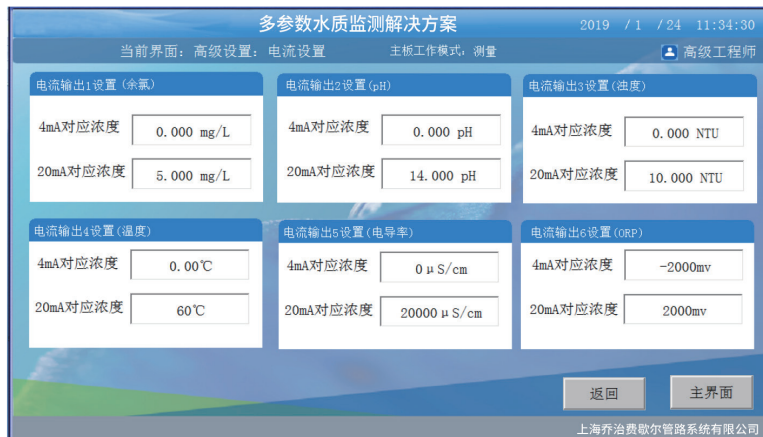 多参数水质监测解决方案
2019 /1 /24 11:34:30
当前界面：高级设置：电流设置
主板工作模式：测量
高级工程师
电流输出1设置(余氯)
4mA对应浓度 0.000 mg/L
20mA对应浓度 5.000 mg/L
电流输出2设置(pH)
4mA对应浓度 0.000 pH
20mA对应浓度 14.000 pH
电流输出3设置(浊度)
4mA对应浓度 0.000 NTU
20mA对应浓度 10.000 NTU
电流输出4设置(温度)
4mA对应浓度 0.00℃
20mA对应浓度 60℃
电流输出5设置(电导率)
4mA对应浓度 0μS/cm
20mA对应浓度 20000μS/cm
电流输出6设置(ORP)
4mA对应浓度 -2000mv
20mA对应浓度 2000mv
返回
主界面
上海乔治费歇尔管路系统有限公司